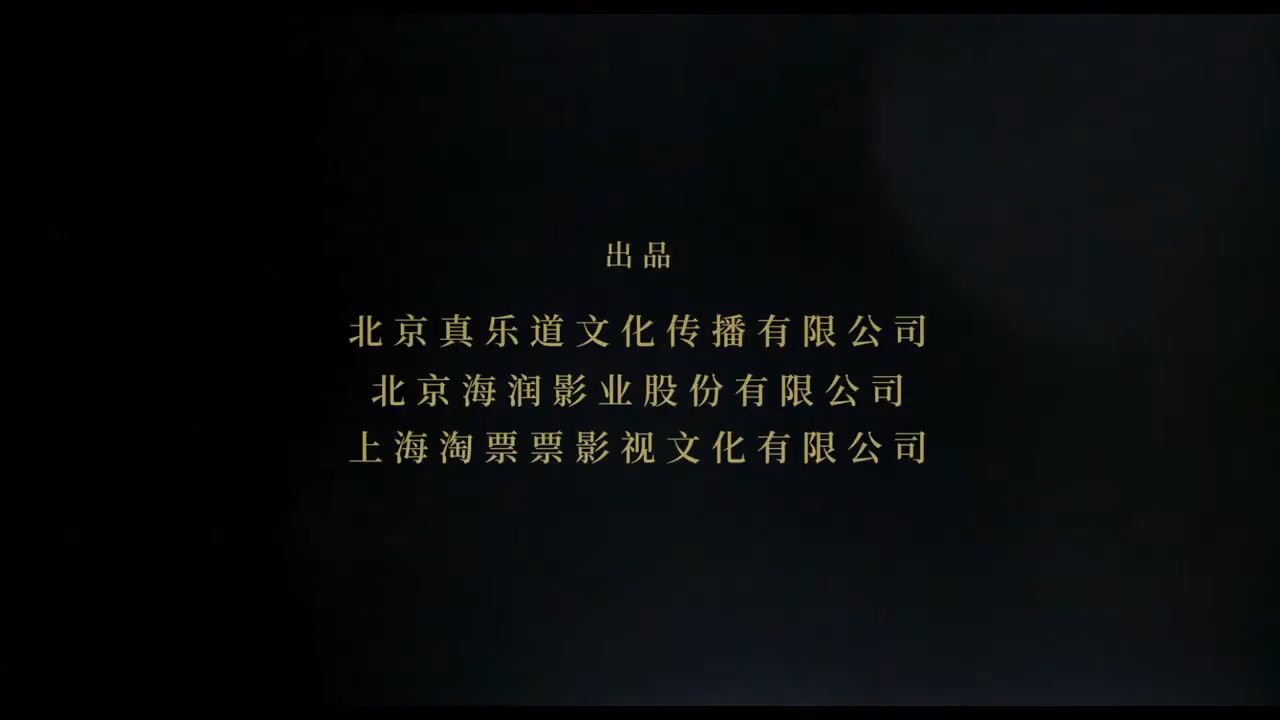 出品
北京真乐道文化传播有限公司
北京海润影业股份有限公司
上海淘票票影视文化有限公司